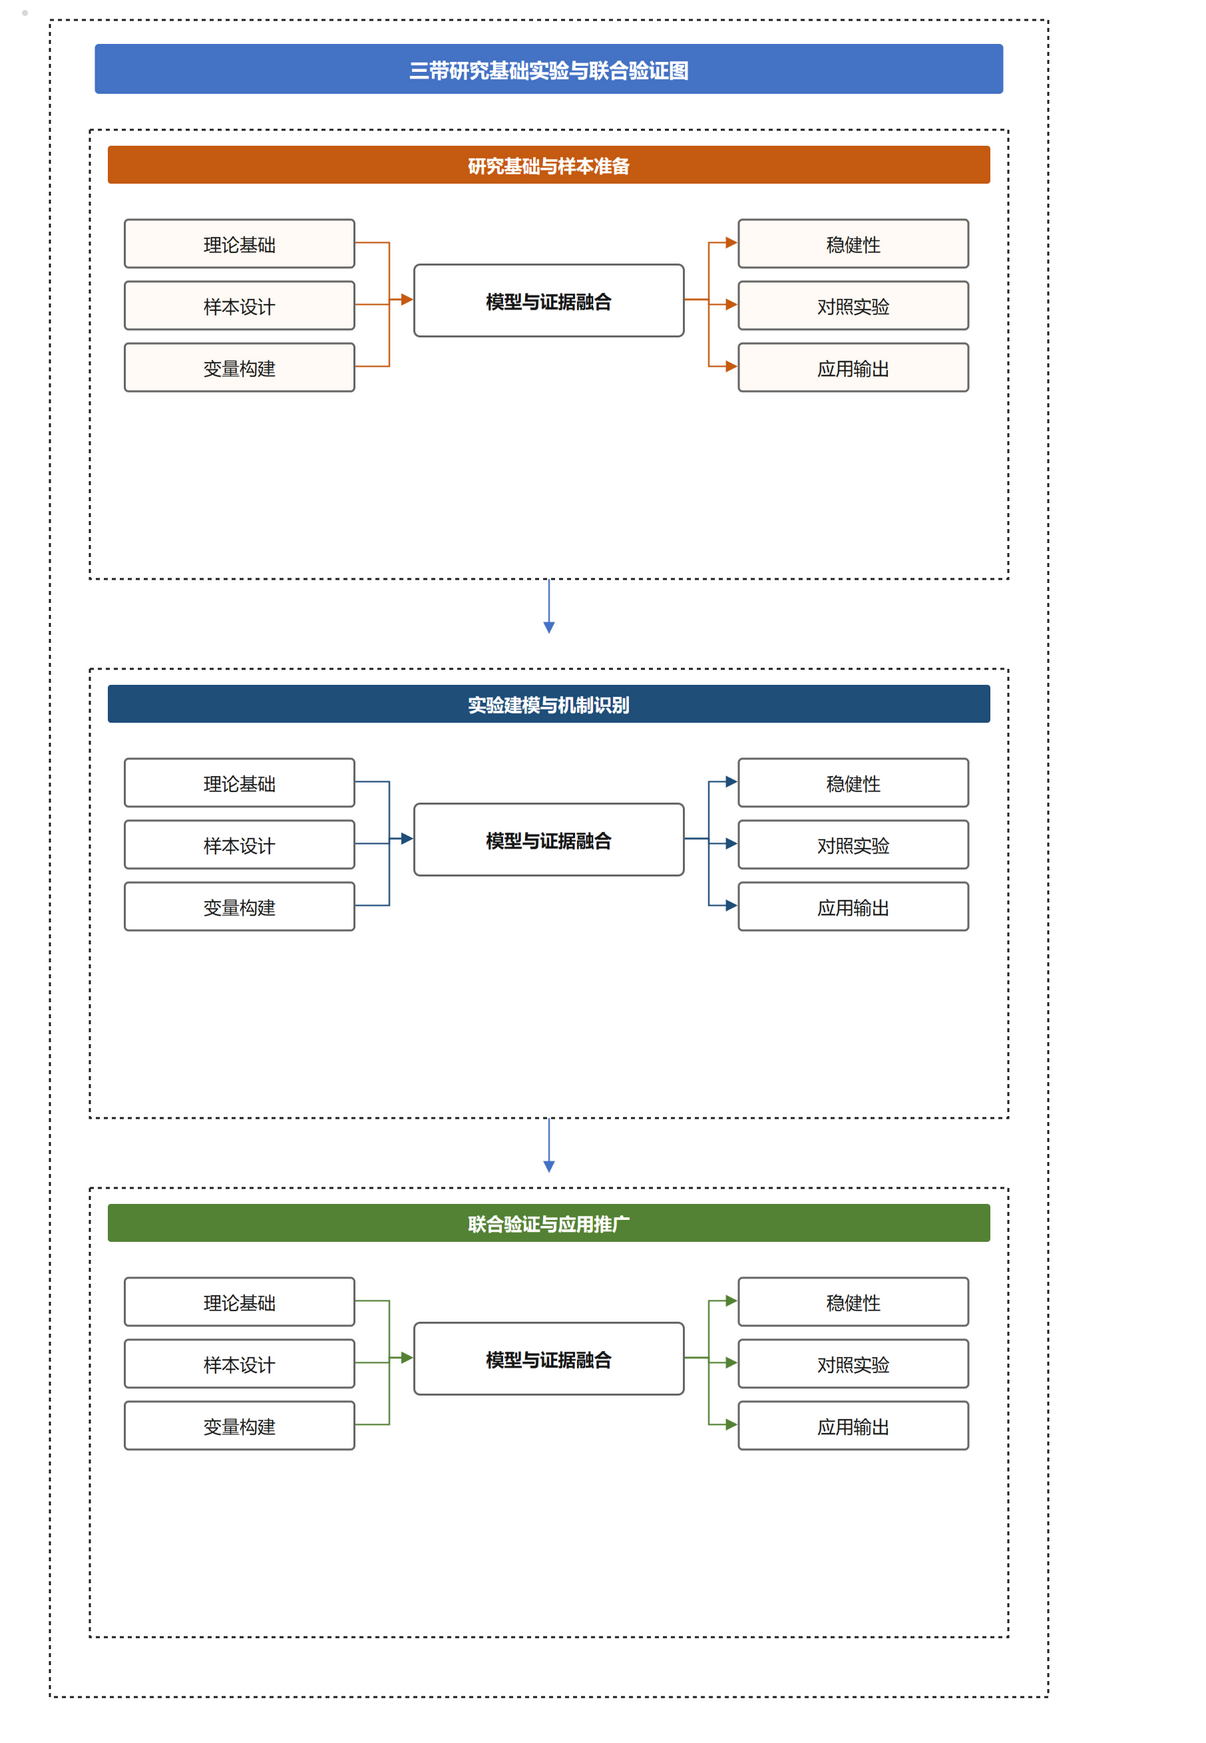 三带研究基础实验与联合验证图
研究基础与样本准备
理论基础
样本设计
变量构建
模型与证据融合
稳健性
对照实验
应用输出
实验建模与机制识别
理论基础
样本设计
变量构建
模型与证据融合
稳健性
对照实验
应用输出
联合验证与应用推广
理论基础
样本设计
变量构建
模型与证据融合
稳健性
对照实验
应用输出